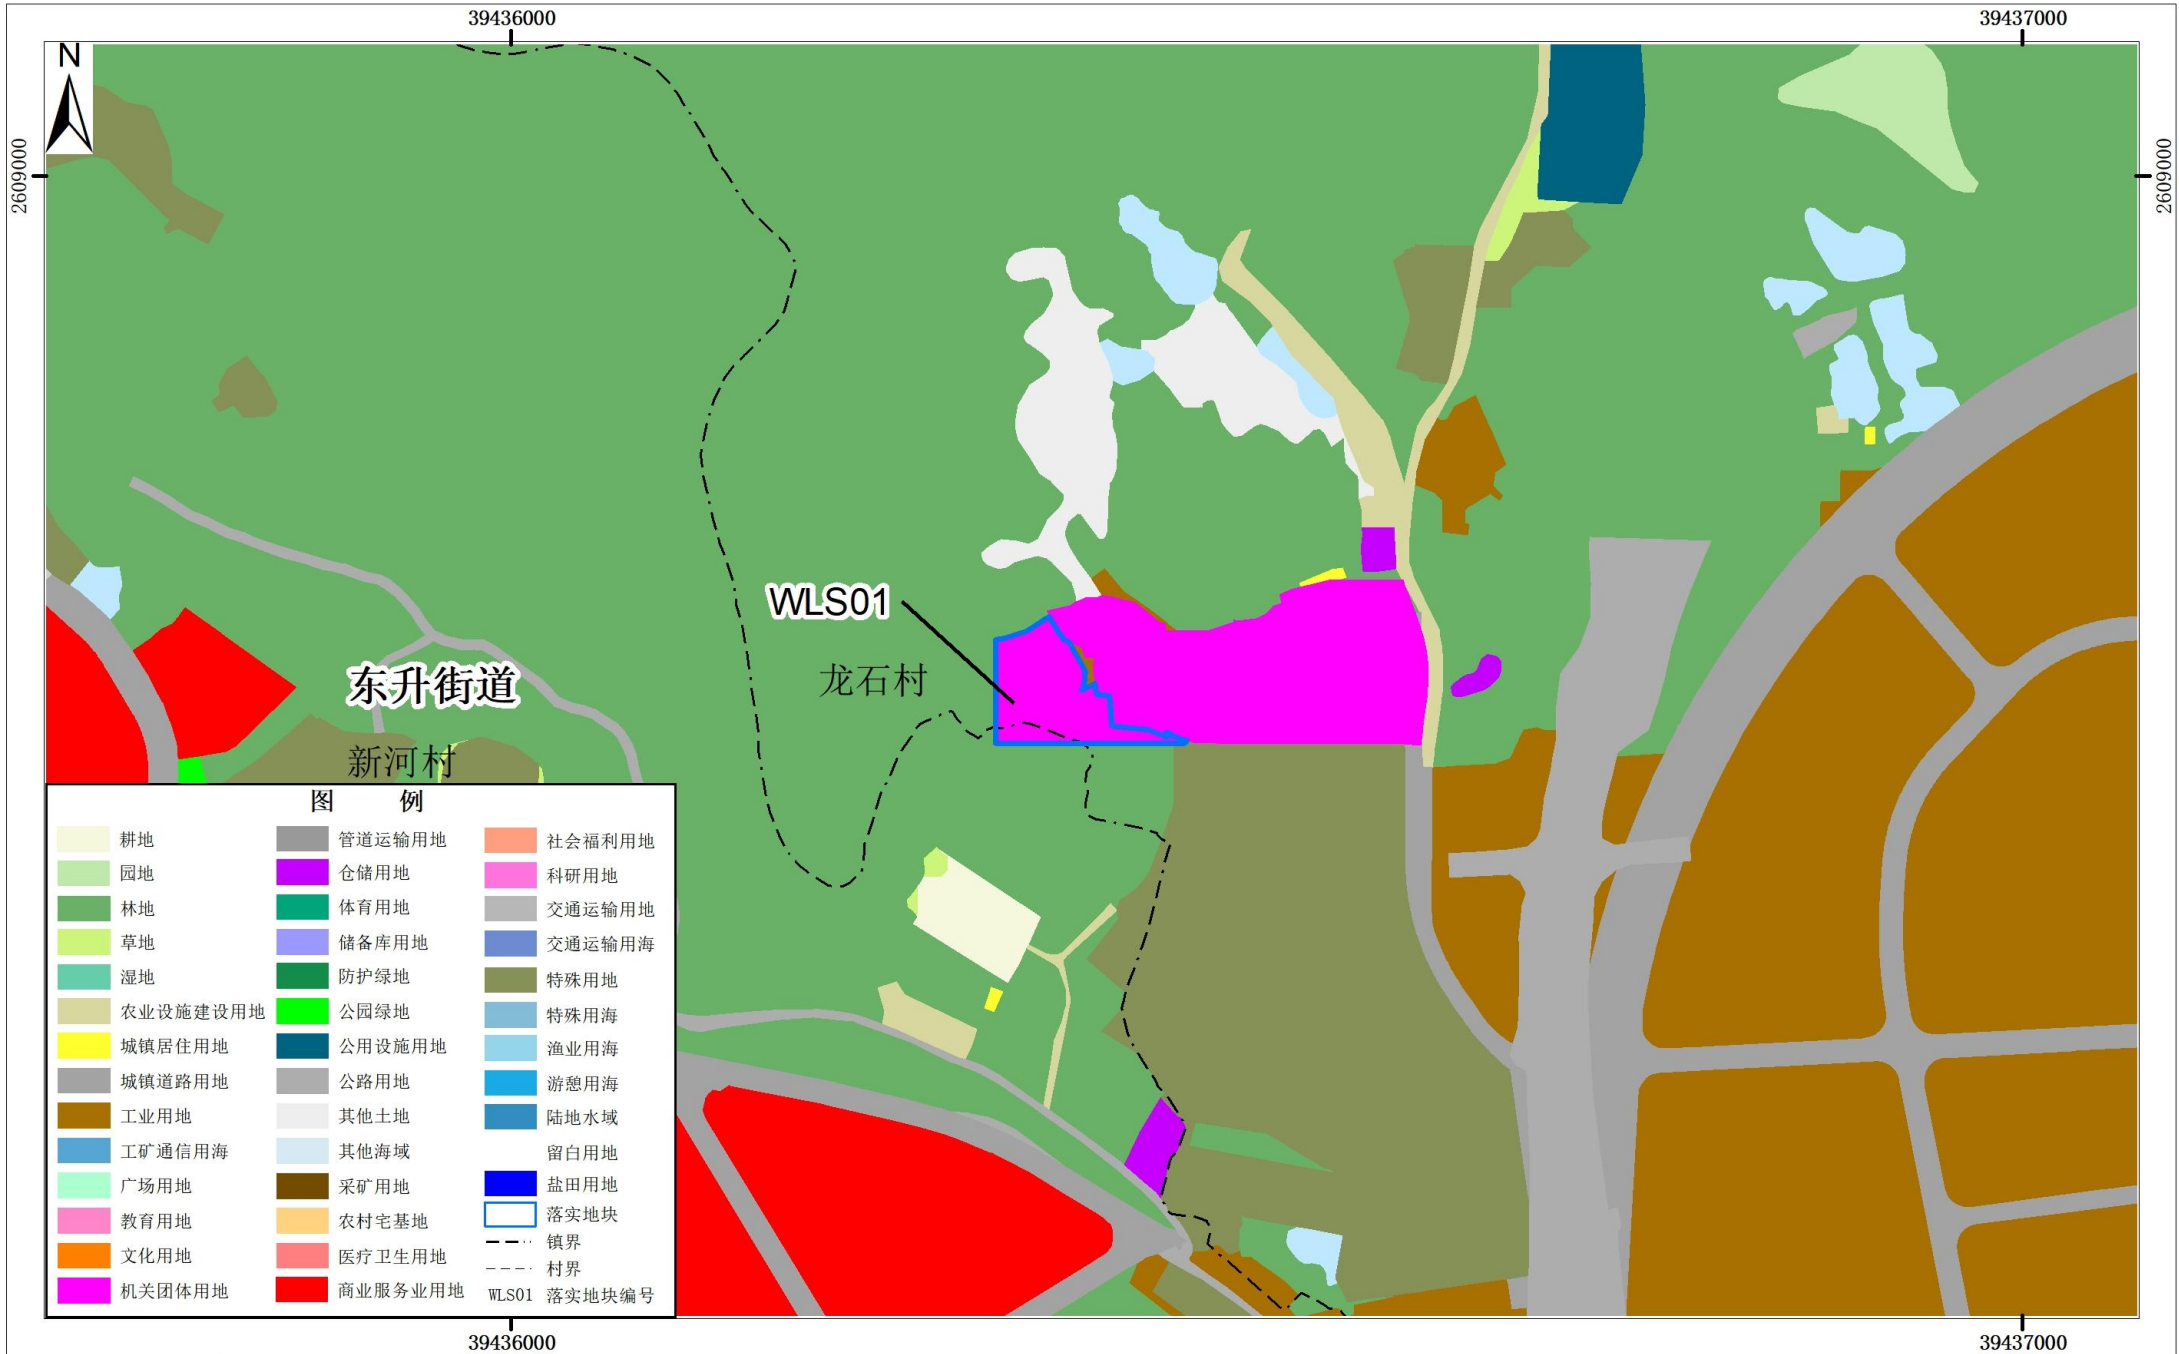 39436000
39437000
N
2609000
2609000
WLS01
龙石村
东升街道
新河村
图 例
耕地
园地
林地
草地
湿地
农业设施建设用地
城镇居住用地
城镇道路用地
工业用地
工矿通信用海
广场用地
教育用地
文化用地
机关团体用地
管道运输用地
仓储用地
体育用地
储备库用地
防护绿地
公园绿地
公用设施用地
公路用地
其他土地
其他海域
采矿用地
农村宅基地
医疗卫生用地
商业服务业用地
社会福利用地
科研用地
交通运输用地
交通运输用海
特殊用地
特殊用海
渔业用海
游憩用海
陆地水域
留白用地
盐田用地
落实地块
镇界
村界
WLS01 落实地块编号
39436000
39437000